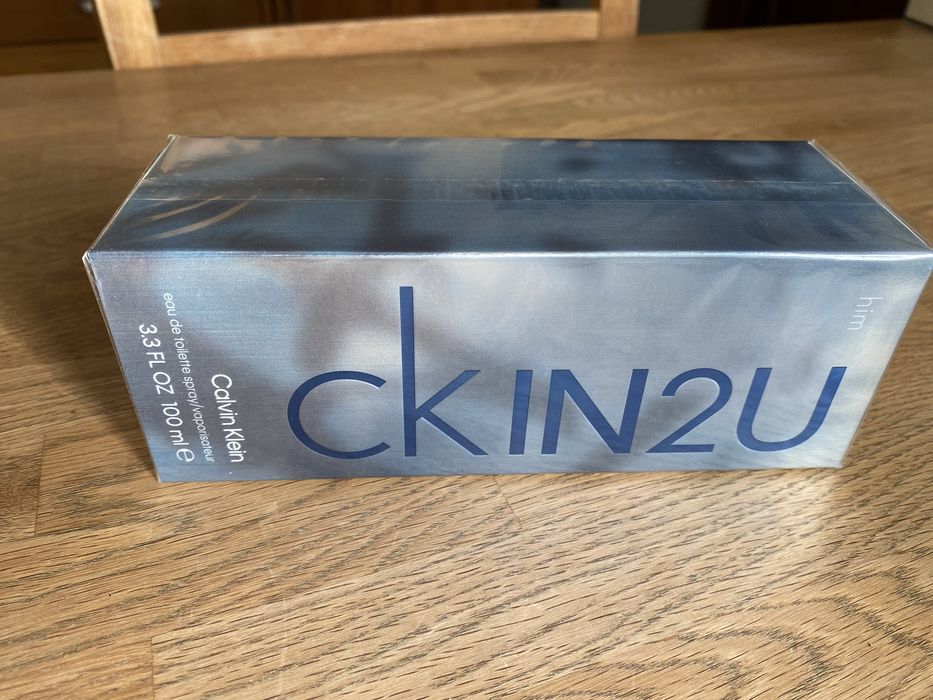 him
CKIN2U
Calvin Klein
eau de toilette spray/vaporisateur
3.3 FL OZ 100 ml ℮